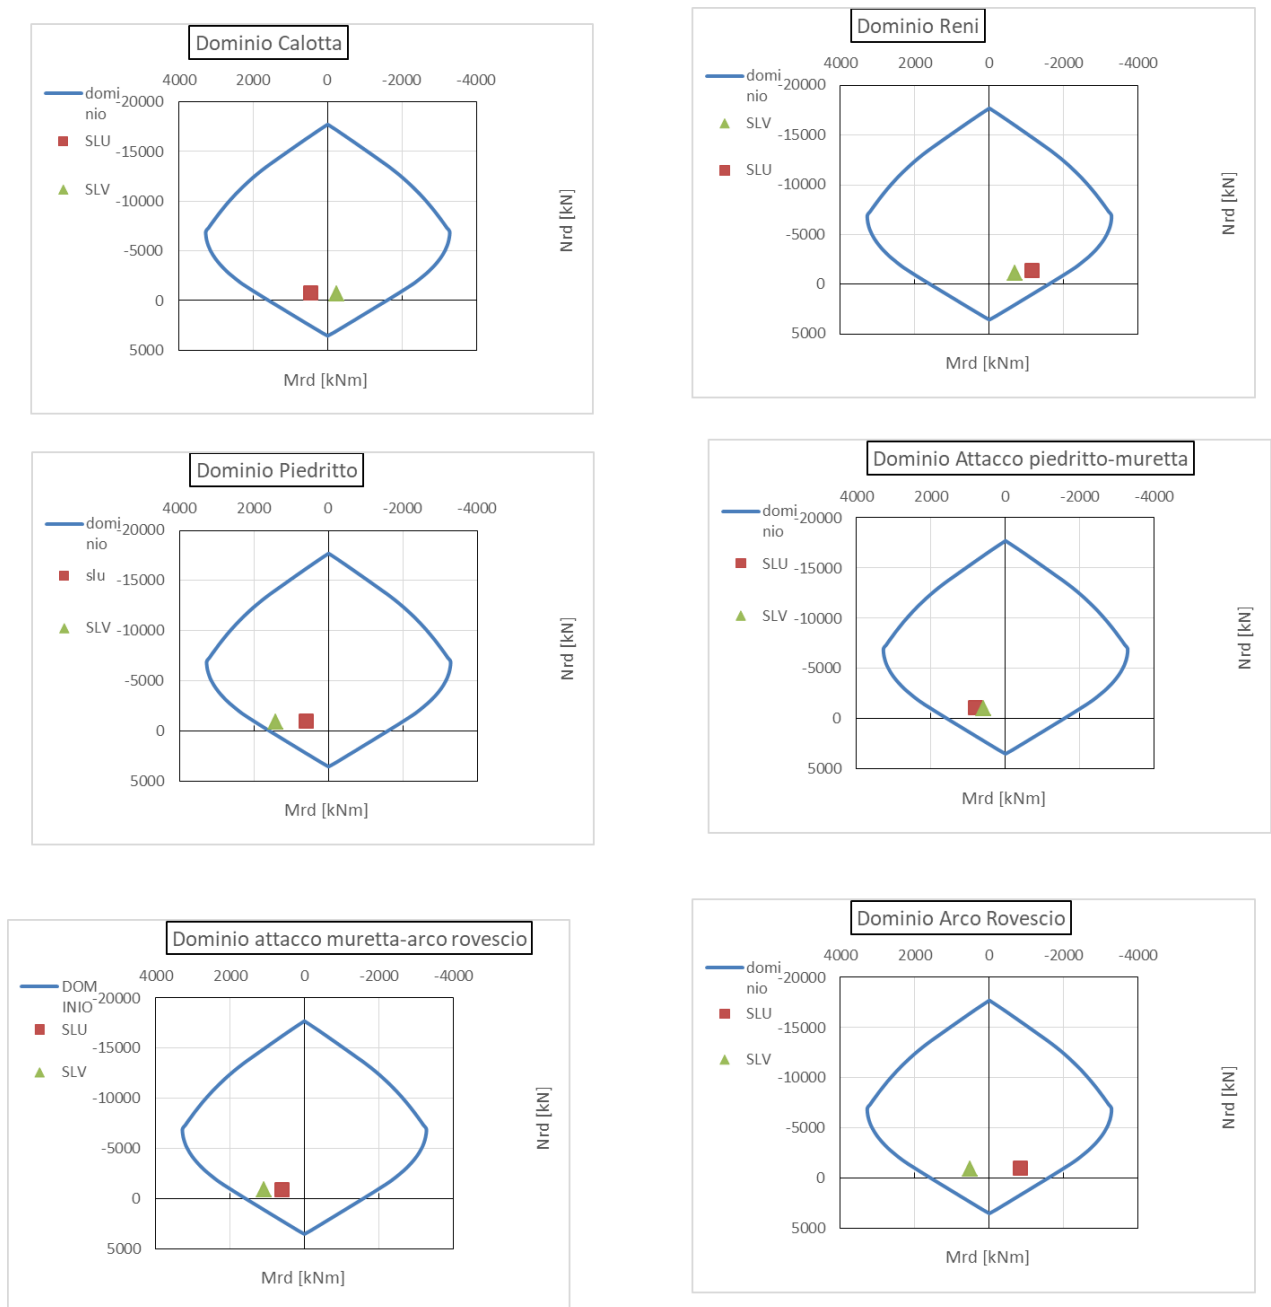 Dominio Calotta
4000 2000 0 -2000 -4000
domi
nio
SLU
SLV
-20000
-15000
-10000
-5000
0
5000
Nrd [kN]
Mrd [kNm]
Dominio Reni
4000 2000 0 -2000 -4000
domi
nio
SLV
SLU
-20000
-15000
-10000
-5000
0
5000
Nrd [kN]
Mrd [kNm]
Dominio Piedritto
4000 2000 0 -2000 -4000
domi
nio
slu
SLV
-20000
-15000
-10000
-5000
0
5000
Nrd [kN]
Mrd [kNm]
Dominio Attacco piedritto-muretta
4000 2000 0 -2000 -4000
domi
nio
SLU
SLV
-20000
-15000
-10000
-5000
0
5000
Nrd [kN]
Mrd [kNm]
Dominio attacco muretta-arco rovescio
4000 2000 0 -2000 -4000
DOM
INIO
SLU
SLV
-20000
-15000
-10000
-5000
0
5000
Nrd [kN]
Mrd [kNm]
Dominio Arco Rovescio
4000 2000 0 -2000 -4000
domi
nio
SLU
SLV
-20000
-15000
-10000
-5000
0
5000
Nrd [kN]
Mrd [kNm]